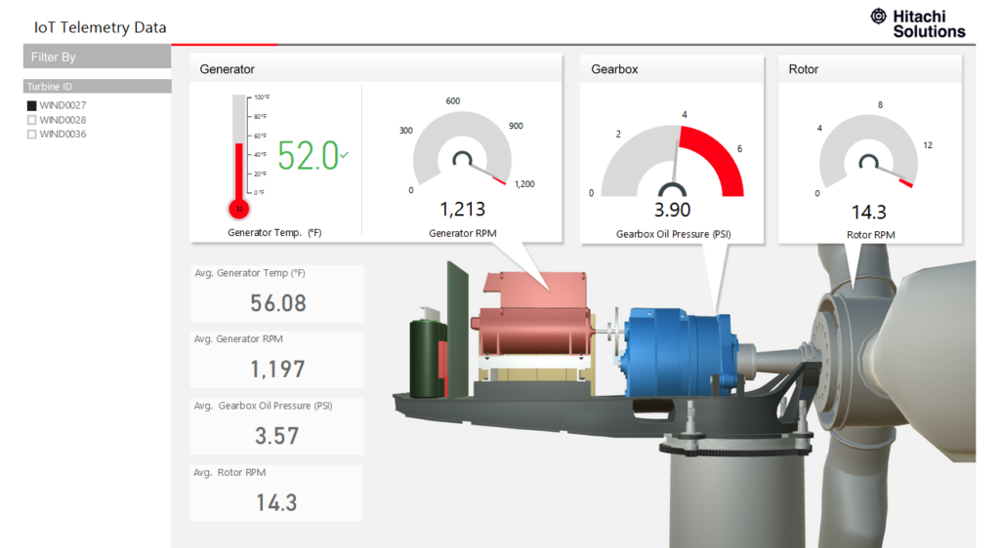 IoT Telemetry Data
Hitachi
Solutions
Filter By
Turbine ID
WIND0027
WIND0028
WIND0036
Generator
100°F
80°F
60°F
40°F
20°F
0°F
52
52.0
Generator Temp. (°F)
0
300
600
900
1,200
1,213
Generator RPM
Gearbox
0
2
4
6
3.90
Gearbox Oil Pressure (PSI)
Rotor
0
4
8
12
14.3
Rotor RPM
Avg. Generator Temp (°F)
56.08
Avg. Generator RPM
1,197
Avg. Gearbox Oil Pressure (PSI)
3.57
Avg. Rotor RPM
14.3